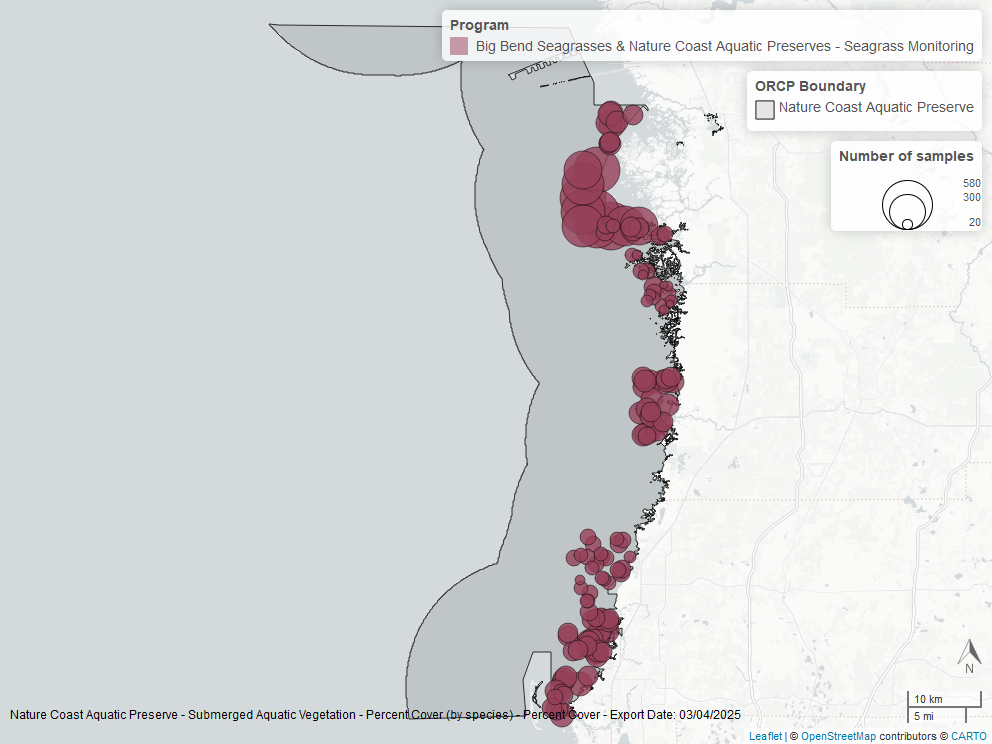 Program
Big Bend Seagrasses & Nature Coast Aquatic Preserves - Seagrass Monitoring
ORCP Boundary
Nature Coast Aquatic Preserve
Number of samples
580
300
20
N
10 km
5 mi
Nature Coast Aquatic Preserve - Submerged Aquatic Vegetation - Percent Cover (by species) - Percent Cover - Export Date: 03/04/2025
Leaflet | © OpenStreetMap contributors © CARTO